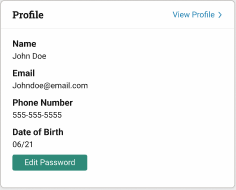 Profile
View Profile >
Name
John Doe
Email
Johndoe@email.com
Phone Number
555-555-5555
Date of Birth
06/21
Edit Password